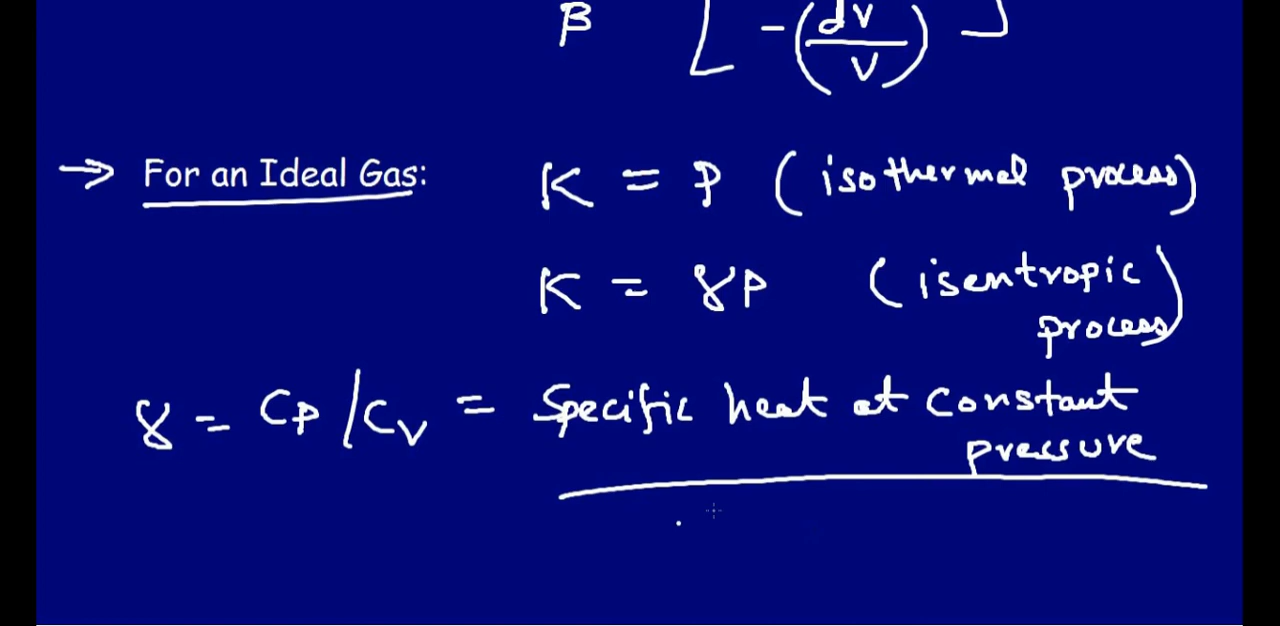 β [ -(dv/V) ]
→ For an Ideal Gas: K = P (isothermal process)
K = γP (isentropic
process)
γ = Cp/Cv = Specific heat at constant
pressure